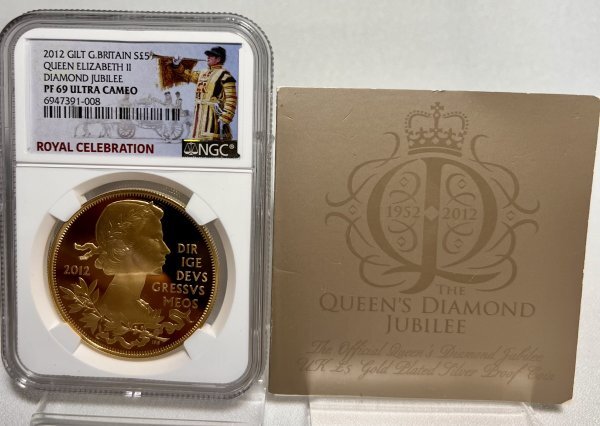 2012 GILT G.BRITAIN S£5
QUEEN ELIZABETH II
DIAMOND JUBILEE
PF 69 ULTRA CAMEO
6947391-008
ROYAL CELEBRATION
NGC
2012
DIR
IGE
DEVS
GRESSVS
MEOS
1952 2012
THE
QUEEN'S DIAMOND
JUBILEE
The Official Queen's Diamond Jubilee
UK £5 Gold Plated Silver Proof Coin